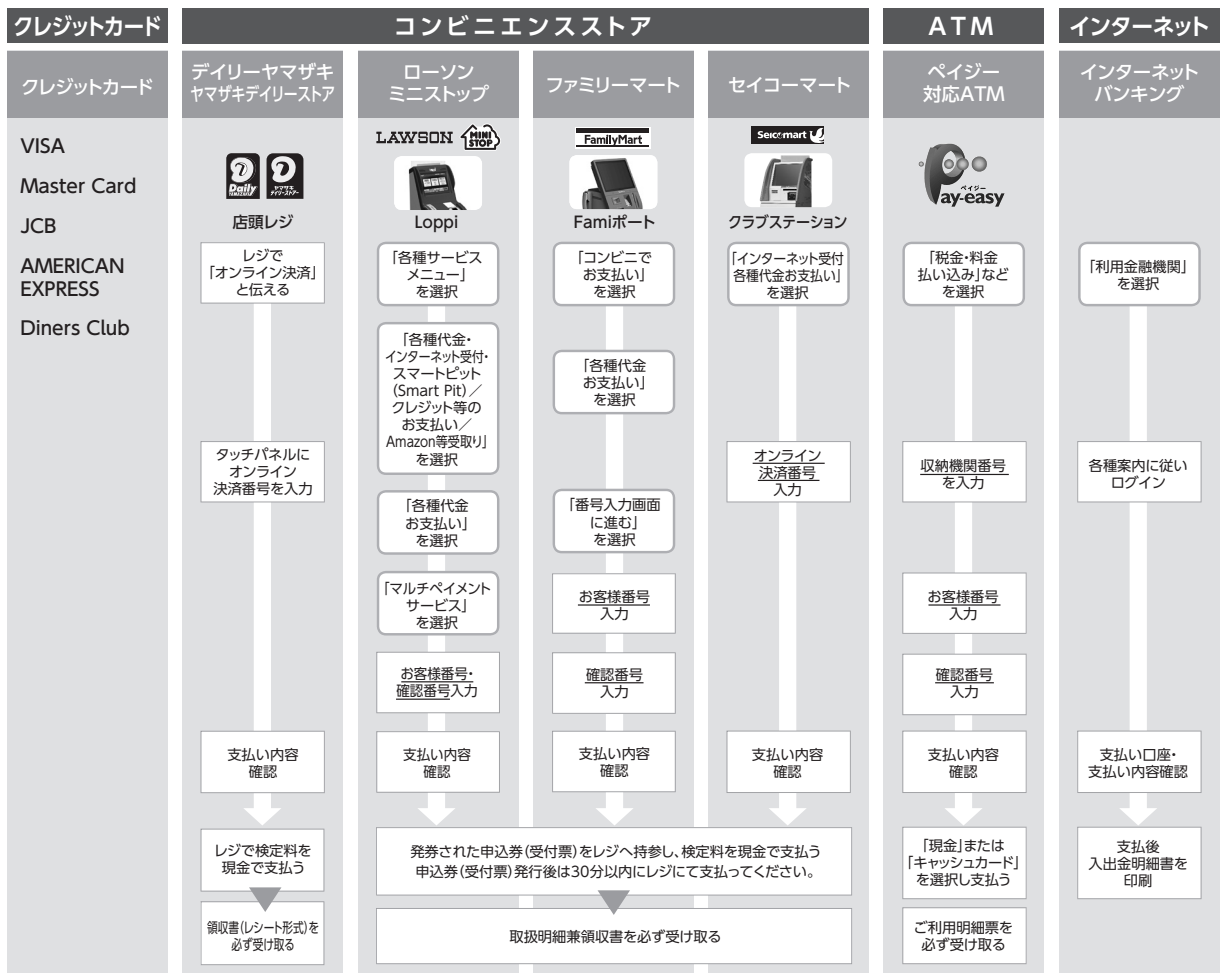 クレジットカード
コンビニエンスストア
ATM
インターネット
クレジットカード
VISA
Master Card
JCB
AMERICAN
EXPRESS
Diners Club
デイリーヤマザキ
ヤマザキデイリーストア
Daily
YAMAZAKI
ヤマザキ
デイリーストアー
店頭レジ
レジで
「オンライン決済」
と伝える
タッチパネルに
オンライン
決済番号を入力
支払い内容
確認
レジで検定料を
現金で支払う
領収書(レシート形式)を
必ず受け取る
ローソン
ミニストップ
LAWSON
MINI
STOP
Loppi
「各種サービス
メニュー」
を選択
「各種代金・
インターネット受付・
スマートピット
(Smart Pit)/
クレジット等の
お支払い/
Amazon等受取り」
を選択
「各種代金
お支払い」
を選択
「マルチペイメント
サービス」
を選択
お客様番号・
確認番号入力
支払い内容
確認
ファミリーマート
FamilyMart
Famiポート
「コンビニで
お支払い」
を選択
「各種代金
お支払い」
を選択
「番号入力画面
に進む」
を選択
お客様番号
入力
確認番号
入力
支払い内容
確認
セイコーマート
Seicomart
クラブステーション
「インターネット受付
各種代金お支払い」
を選択
オンライン
決済番号
入力
支払い内容
確認
発券された申込券(受付票)をレジへ持参し、検定料を現金で支払う
申込券(受付票)発行後は30分以内にレジにて支払ってください。
取扱明細兼領収書を必ず受け取る
ペイジー
対応ATM
ペイジー
Pay-easy
「税金・料金
払い込み」など
を選択
収納機関番号
を入力
お客様番号
入力
確認番号
入力
支払い内容
確認
「現金」または
「キャッシュカード」
を選択し支払う
ご利用明細票を
必ず受け取る
インターネット
バンキング
「利用金融機関」
を選択
各種案内に従い
ログイン
支払い口座・
支払い内容確認
支払後
入出金明細書を
印刷